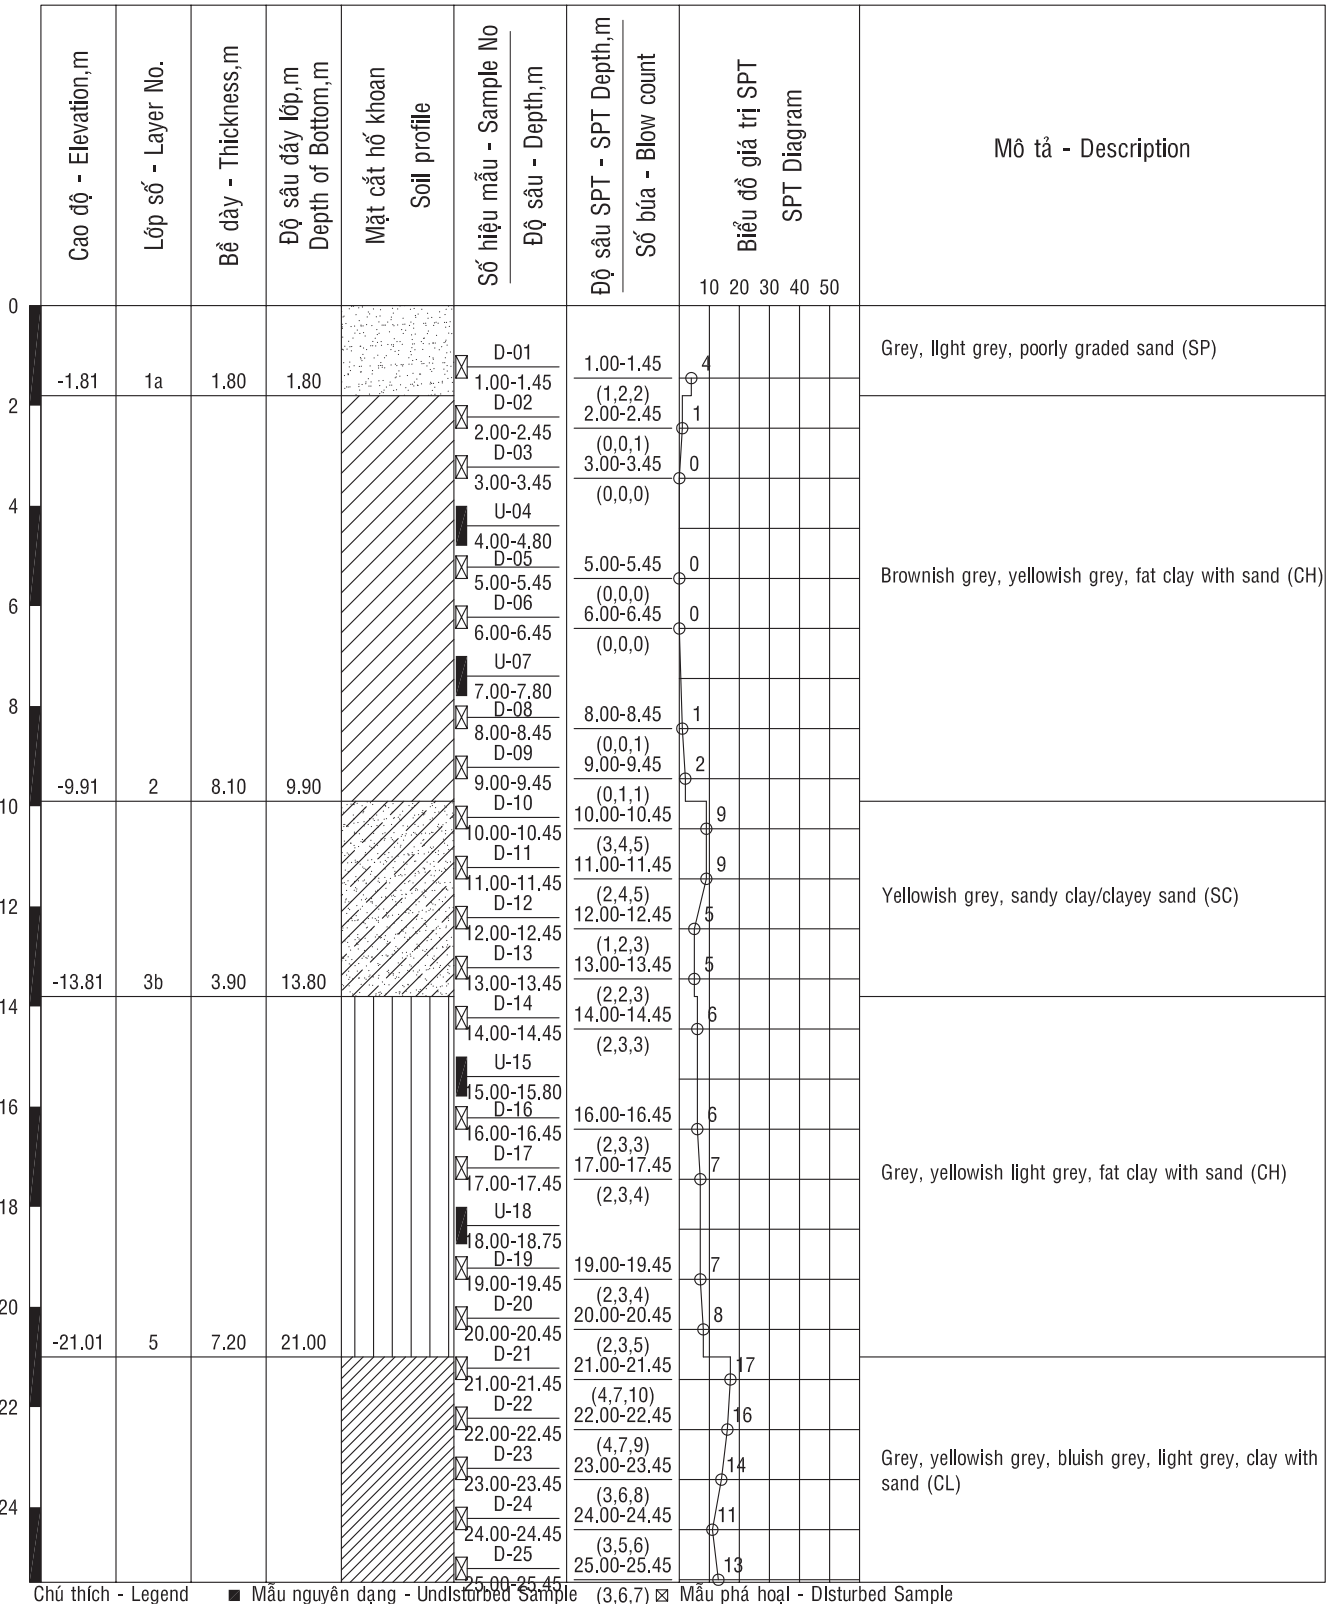 Cao độ - Elevation,m
Lớp số - Layer No.
Bề dày - Thickness,m
Độ sâu đáy lớp,m
Depth of Bottom,m
Mặt cắt hố khoan
Soil profile
Số hiệu mẫu - Sample No
Độ sâu - Depth,m
Độ sâu SPT - SPT Depth,m
Số búa - Blow count
Biểu đồ giá trị SPT
SPT Diagram
10 20 30 40 50
Mô tả - Description
0
Grey, light grey, poorly graded sand (SP)
D-01
1.00-1.45 4
-1.81 1a 1.80 1.80
1.00-1.45
(1,2,2)
2
D-02
2.00-2.45 1
2.00-2.45
(0,0,1)
D-03
3.00-3.45 0
3.00-3.45
(0,0,0)
4
U-04
4.00-4.80
D-05
5.00-5.45 0
Brownish grey, yellowish grey, fat clay with sand (CH)
5.00-5.45
(0,0,0)
6
D-06
6.00-6.45 0
6.00-6.45
(0,0,0)
U-07
7.00-7.80
8
D-08
8.00-8.45 1
8.00-8.45
(0,0,1)
D-09
9.00-9.45 2
-9.91 2 8.10 9.90
9.00-9.45
(0,1,1)
10
D-10
10.00-10.45 9
10.00-10.45
(3,4,5)
D-11
11.00-11.45 9
11.00-11.45
(2,4,5)
Yellowish grey, sandy clay/clayey sand (SC)
12
D-12
12.00-12.45 5
12.00-12.45
(1,2,3)
D-13
13.00-13.45 5
-13.81 3b 3.90 13.80
13.00-13.45
(2,2,3)
14
D-14
14.00-14.45 6
14.00-14.45
(2,3,3)
U-15
15.00-15.80
16
D-16
16.00-16.45 6
16.00-16.45
(2,3,3)
D-17
17.00-17.45 7
Grey, yellowish light grey, fat clay with sand (CH)
17.00-17.45
(2,3,4)
18
U-18
18.00-18.75
D-19
19.00-19.45 7
19.00-19.45
(2,3,4)
20
D-20
20.00-20.45 8
-21.01 5 7.20 21.00
20.00-20.45
(2,3,5)
D-21
21.00-21.45 17
21.00-21.45
(4,7,10)
22
D-22
22.00-22.45 16
22.00-22.45
(4,7,9)
D-23
23.00-23.45 14
Grey, yellowish grey, bluish grey, light grey, clay with
sand (CL)
23.00-23.45
(3,6,8)
24
D-24
24.00-24.45 11
24.00-24.45
(3,5,6)
D-25
25.00-25.45 13
25.00-25.45
(3,6,7)
Chú thích - Legend Mẫu nguyên dạng - Undisturbed Sample Mẫu phá hoại - Disturbed Sample